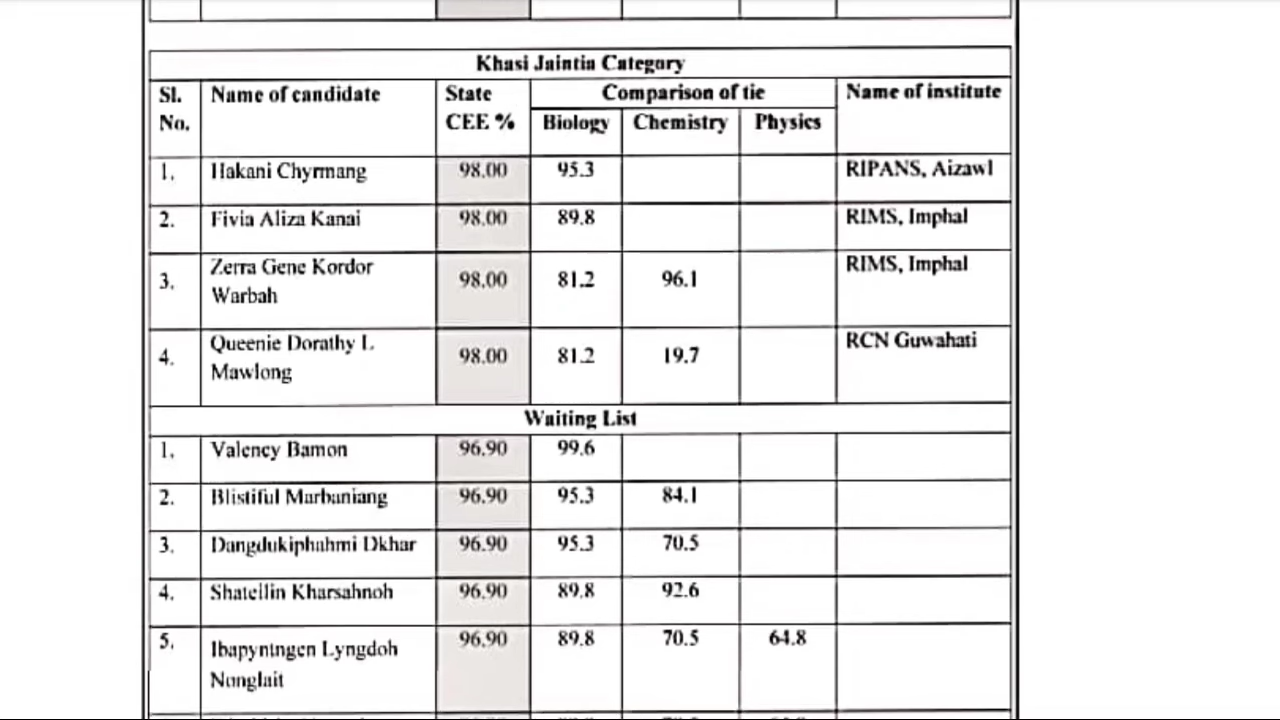 Khasi Jaintia Category
Sl. No. Name of candidate State CEE % Comparison of tie Name of institute
Biology Chemistry Physics
1. Hakani Chyrmang 98.00 95.3 RIPANS, Aizawl
2. Fivia Aliza Kanai 98.00 89.8 RIMS, Imphal
3. Zerra Gene Kordor Warbah 98.00 81.2 96.1 RIMS, Imphal
4. Queenie Dorathy L. Mawlong 98.00 81.2 19.7 RCN Guwahati
Waiting List
1. Valency Bamon 96.90 99.6
2. Blistiful Marbaniang 96.90 95.3 84.1
3. Dangdukiphahmi Dkhar 96.90 95.3 70.5
4. Shatellin Kharsahnoh 96.90 89.8 92.6
5. Ibapyntngen Lyngdoh Nonglait 96.90 89.8 70.5 64.8